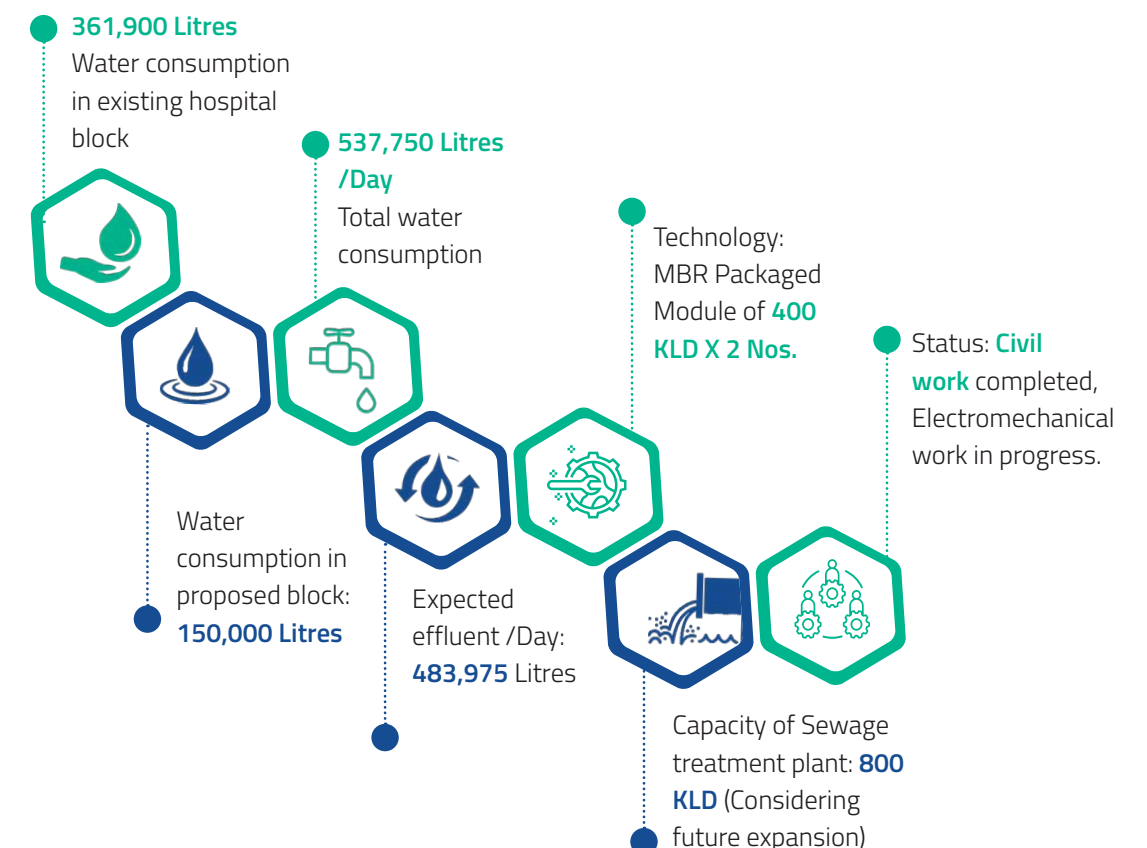 361,900 Litres
Water consumption
in existing hospital
block
537,750 Litres
/Day
Total water
consumption
Technology:
MBR Packaged
Module of 400
KLD X 2 Nos.
Status: Civil
work completed,
Electromechanical
work in progress.
Water
consumption in
proposed block:
150,000 Litres
Expected
effluent /Day:
483,975 Litres
Capacity of Sewage
treatment plant: 800
KLD (Considering
future expansion)